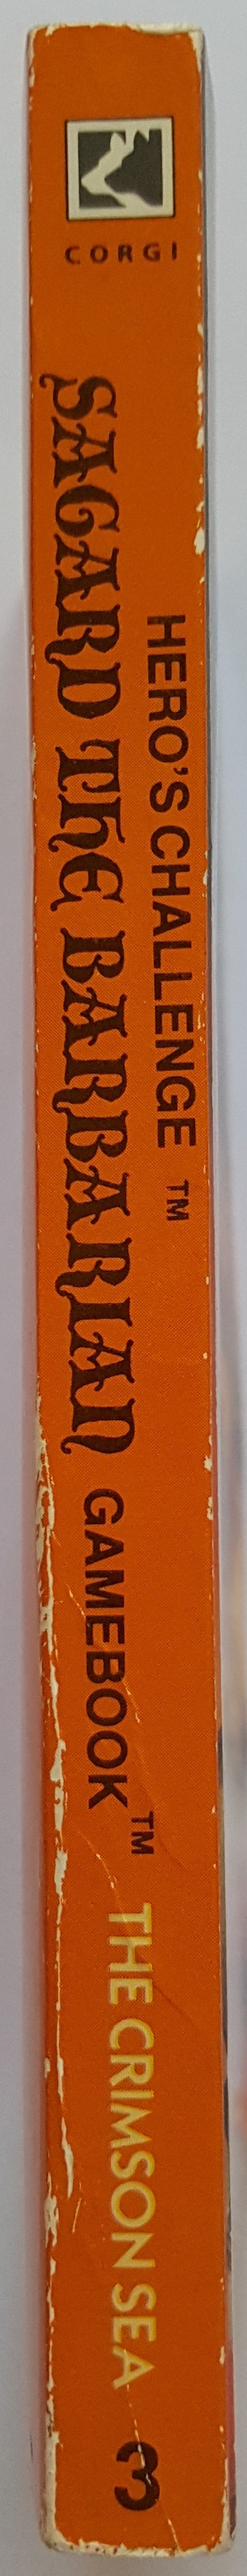 CORGI
HERO'S CHALLENGE ™
SAGARD THE BARBARIAN GAMEBOOK ™
THE CRIMSON SEA
3